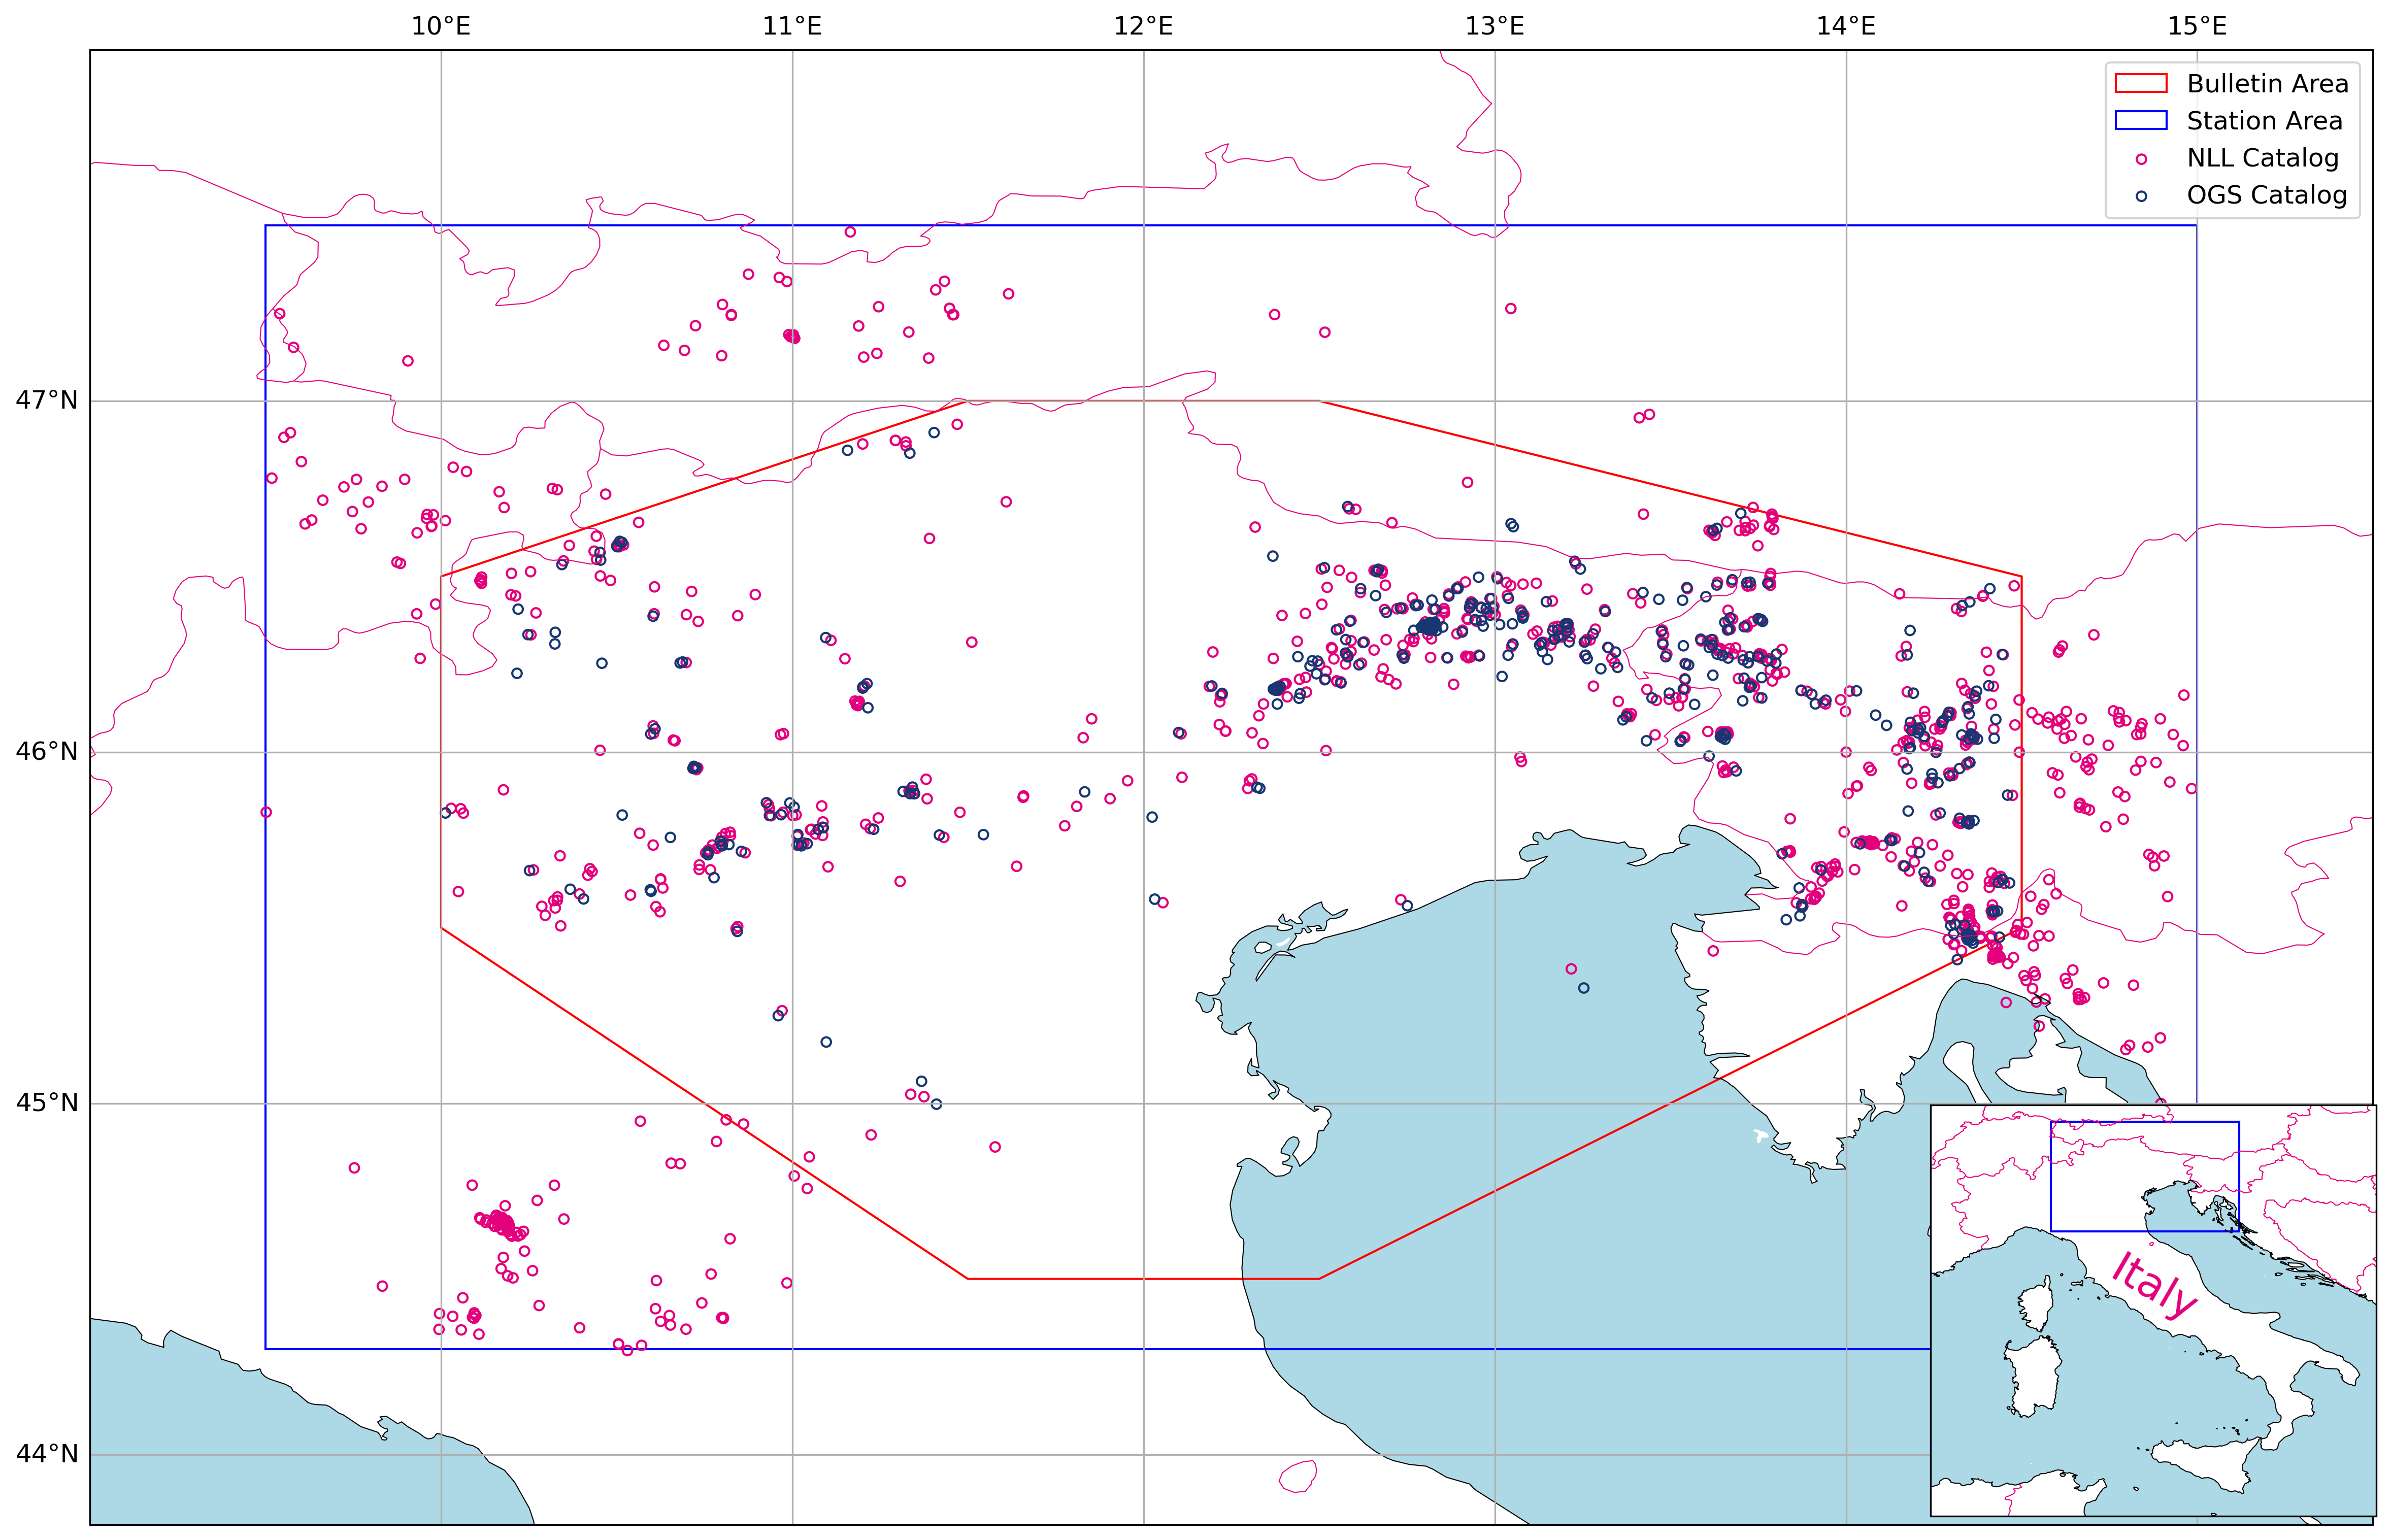 10°E 11°E 12°E 13°E 14°E 15°E
Bulletin Area
Station Area
NLL Catalog
OGS Catalog
47°N
46°N
45°N
44°N
Italy